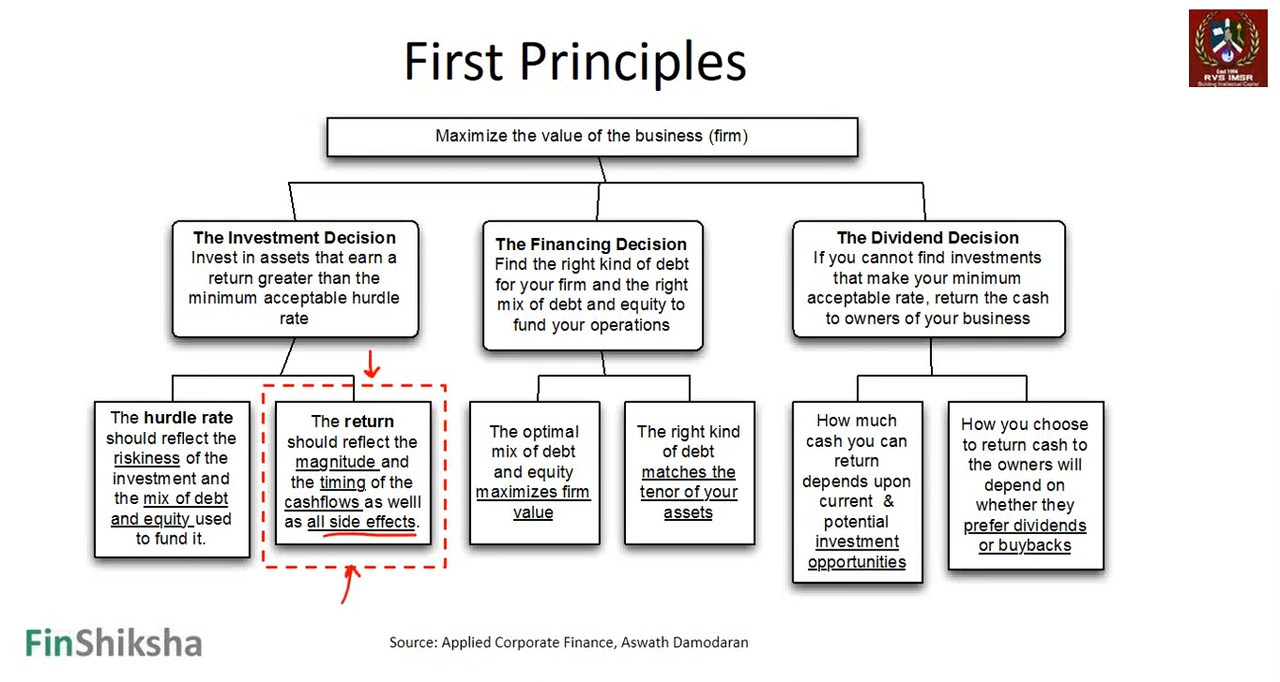 First Principles
Estd 1984
RVS IMSR
Building Intellectual Capital
Maximize the value of the business (firm)
The Investment Decision
Invest in assets that earn a
return greater than the
minimum acceptable hurdle
rate
The Financing Decision
Find the right kind of debt
for your firm and the right
mix of debt and equity to
fund your operations
The Dividend Decision
If you cannot find investments
that make your minimum
acceptable rate, return the cash
to owners of your business
The hurdle rate
should reflect the
riskiness of the
investment and
the mix of debt
and equity used
to fund it.
The return
should reflect the
magnitude and
the timing of the
cashflows as welll
as all side effects.
The optimal
mix of debt
and equity
maximizes firm
value
The right kind
of debt
matches the
tenor of your
assets
How much
cash you can
return
depends upon
current &
potential
investment
opportunities
How you choose
to return cash to
the owners will
depend on
whether they
prefer dividends
or buybacks
FinShiksha
Source: Applied Corporate Finance, Aswath Damodaran